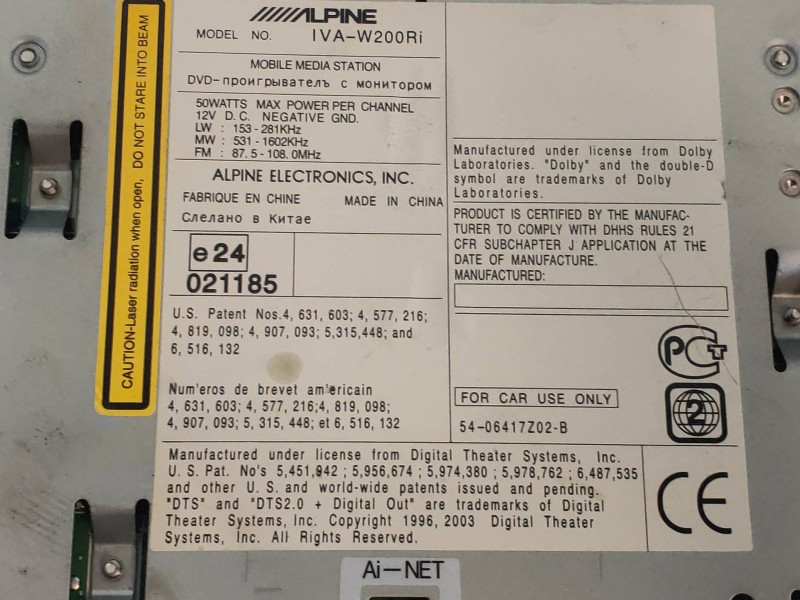 CAUTION-Laser radiation when open, DO NOT STARE INTO BEAM
ALPINE
MODEL NO. IVA-W200Ri
MOBILE MEDIA STATION
DVD-проигрыватель с монитором
50WATTS MAX POWER PER CHANNEL
12V D.C. NEGATIVE GND.
LW : 153-281KHz
MW : 531-1602KHz
FM : 87.5-108.0MHz
ALPINE ELECTRONICS, INC.
FABRIQUE EN CHINE MADE IN CHINA
Сделано в Китае
e24
021185
U.S. Patent Nos.4, 631, 603; 4, 577, 216;
4, 819, 098; 4, 907, 093; 5,315,448; and
6, 516, 132
Num'eros de brevet am'ericain
4, 631, 603; 4, 577, 216;4, 819, 098;
4, 907, 093; 5, 315, 448; et 6, 516, 132
Manufactured under license from Dolby
Laboratories. "Dolby" and the double-D
symbol are trademarks of Dolby
Laboratories.
PRODUCT IS CERTIFIED BY THE MANUFAC-
TURER TO COMPLY WITH DHHS RULES 21
CFR SUBCHAPTER J APPLICATION AT THE
DATE OF MANUFACTURE.
MANUFACTURED:
РСТ
FOR CAR USE ONLY
2
54-06417Z02-B
Manufactured under license from Digital Theater Systems, Inc.
U.S. Pat. No's 5,451,942 ; 5,956,674 ; 5,974,380 ; 5,978,762 ; 6,487,535
and other U.S. and world-wide patents issued and pending.
"DTS" and "DTS2.0 + Digital Out" are trademarks of Digital
Theater Systems, Inc. Copyright 1996, 2003 Digital Theater
Systems, Inc. All Rights Reserved.
CE
Ai-NET